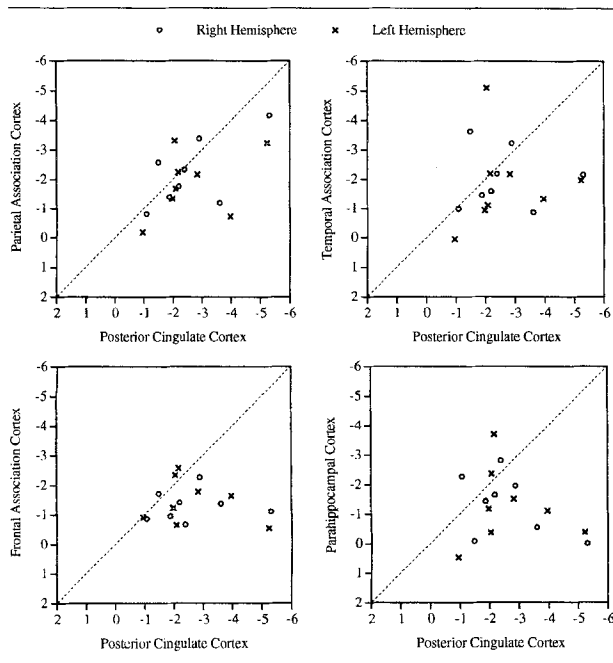 Right Hemisphere Left Hemisphere
Parietal Association Cortex
-6
-5
-4
-3
-2
-1
0
1
2
2 1 0 -1 -2 -3 -4 -5 -6
Posterior Cingulate Cortex
Temporal Association Cortex
-6
-5
-4
-3
-2
-1
0
1
2
2 1 0 -1 -2 -3 -4 -5 -6
Posterior Cingulate Cortex
Frontal Association Cortex
-6
-5
-4
-3
-2
-1
0
1
2
2 1 0 -1 -2 -3 -4 -5 -6
Posterior Cingulate Cortex
Parahippocampal Cortex
-6
-5
-4
-3
-2
-1
0
1
2
2 1 0 -1 -2 -3 -4 -5 -6
Posterior Cingulate Cortex